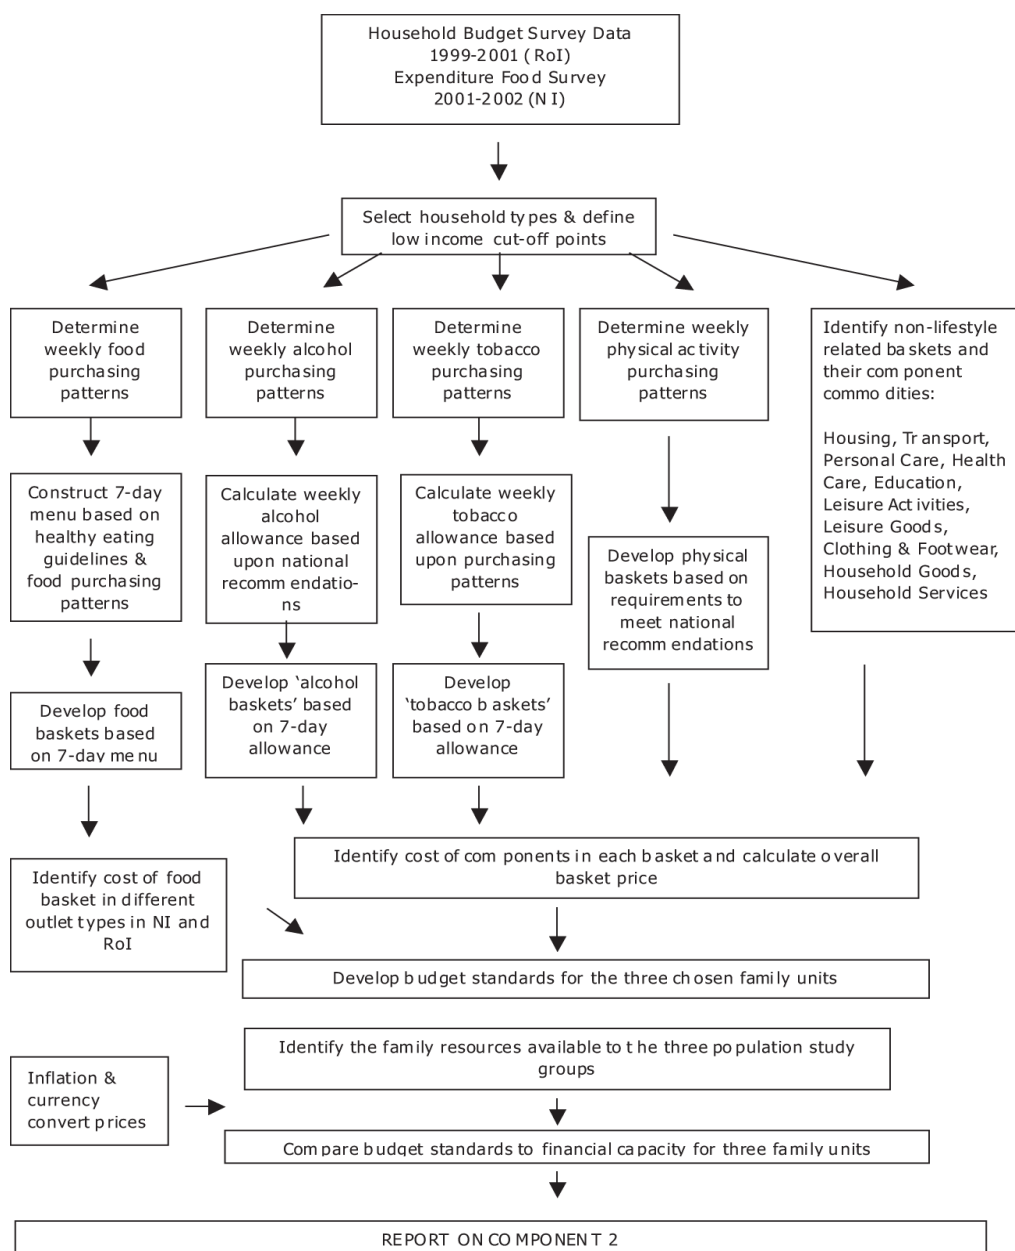 Household Budget Survey Data
1999-2001 (RoI)
Expenditure Food Survey
2001-2002 (NI)
Select household types & define
low income cut-off points
Determine
weekly food
purchasing
patterns
Determine
weekly alcohol
purchasing
patterns
Determine
weekly tobacco
purchasing
patterns
Determine weekly
physical activity
purchasing
patterns
Identify non-lifestyle
related baskets and
their component
commodities:
Housing, Transport,
Personal Care, Health
Care, Education,
Leisure Activities,
Leisure Goods,
Clothing & Footwear,
Household Goods,
Household Services
Construct 7-day
menu based on
healthy eating
guidelines &
food purchasing
patterns
Calculate weekly
alcohol
allowance based
upon national
recommendatio-
ns
Calculate weekly
tobacco
allowance based
upon purchasing
patterns
Develop physical
baskets based on
requirements to
meet national
recommendations
Develop food
baskets based
on 7-day menu
Develop ‘alcohol
baskets’ based
on 7-day
allowance
Develop
‘tobacco baskets’
based on 7-day
allowance
Identify cost of components in each basket and calculate overall
basket price
Identify cost of food
basket in different
outlet types in NI and
RoI
Develop budget standards for the three chosen family units
Identify the family resources available to the three population study
groups
Inflation &
currency
convert prices
Compare budget standards to financial capacity for three family units
REPORT ON COMPONENT 2